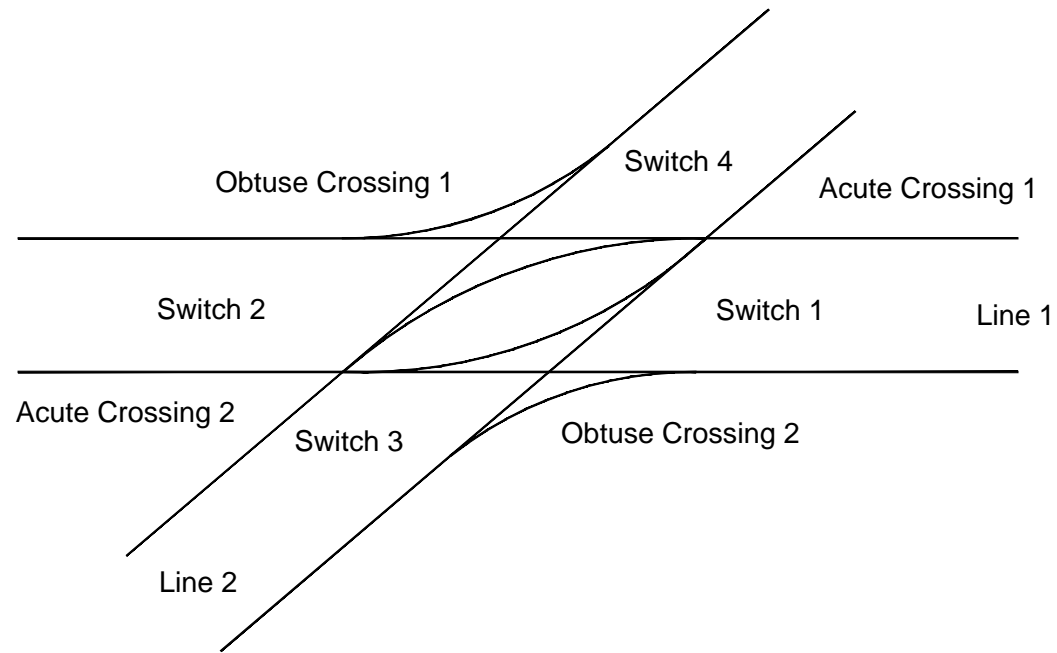 Switch 4
Obtuse Crossing 1
Acute Crossing 1
Switch 2
Switch 1
Line 1
Acute Crossing 2
Switch 3
Obtuse Crossing 2
Line 2